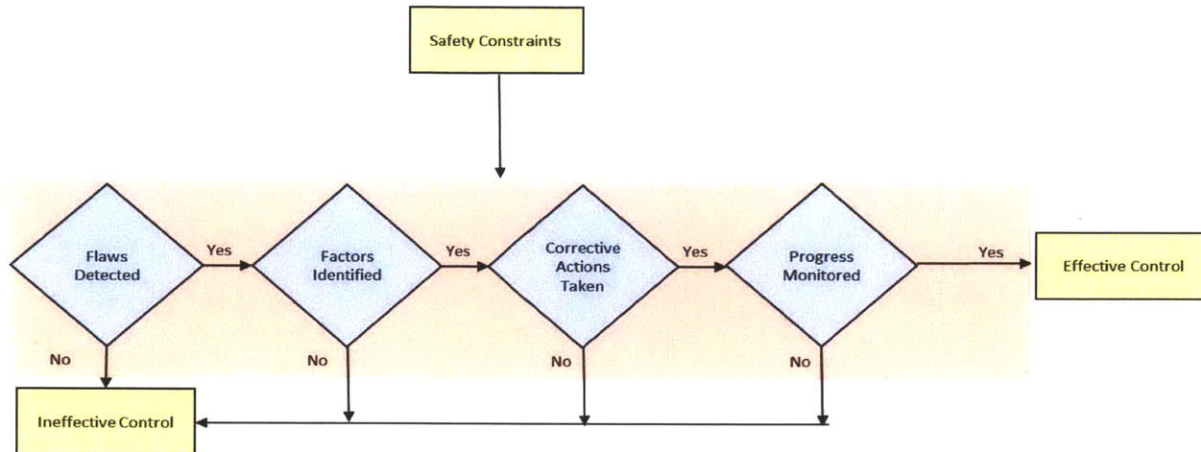 Safety Constraints
Flaws
Detected
Yes
Factors
Identified
Yes
Corrective
Actions
Taken
Yes
Progress
Monitored
Yes
Effective Control
No
No
No
No
Ineffective Control